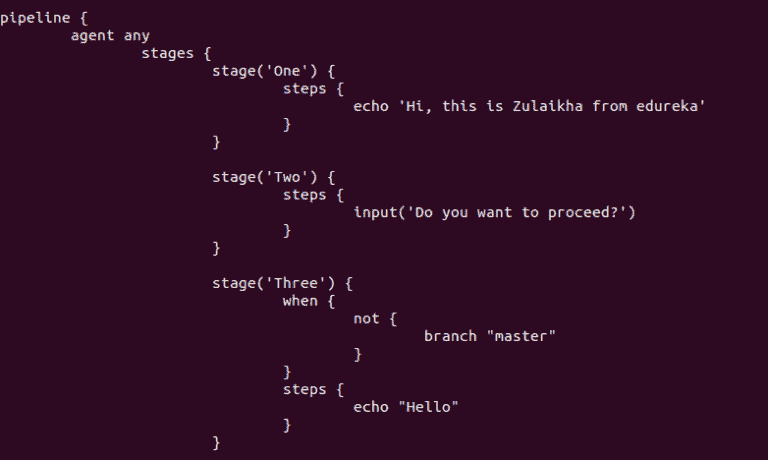 pipeline {
agent any
stages {
stage('One') {
steps {
echo 'Hi, this is Zulaikha from edureka'
}
}
stage('Two') {
steps {
input('Do you want to proceed?')
}
}
stage('Three') {
when {
not {
branch "master"
}
}
steps {
echo "Hello"
}
}